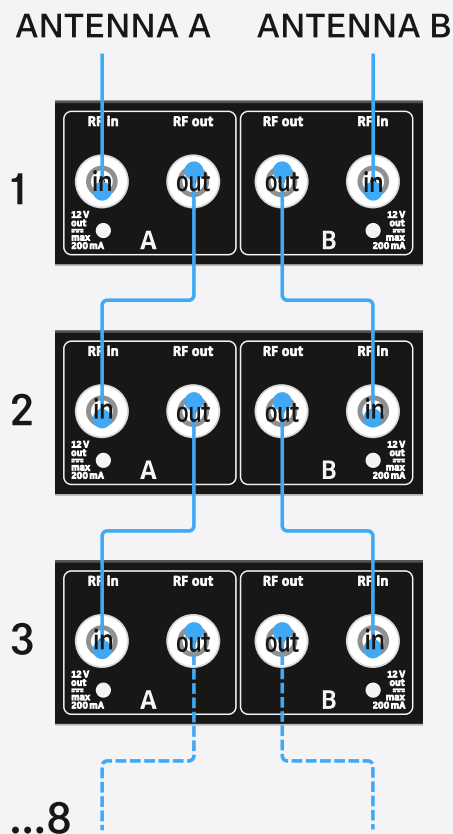 ANTENNA A ANTENNA B
RF in RF out RF out RF in
1
in out out in
12 V
out
max
200 mA
A
B
12 V
out
max
200 mA
RF in RF out RF out RF in
2
in out out in
12 V
out
max
200 mA
A
B
12 V
out
max
200 mA
RF in RF out RF out RF in
3
in out out in
12 V
out
max
200 mA
A
B
12 V
out
max
200 mA
...8